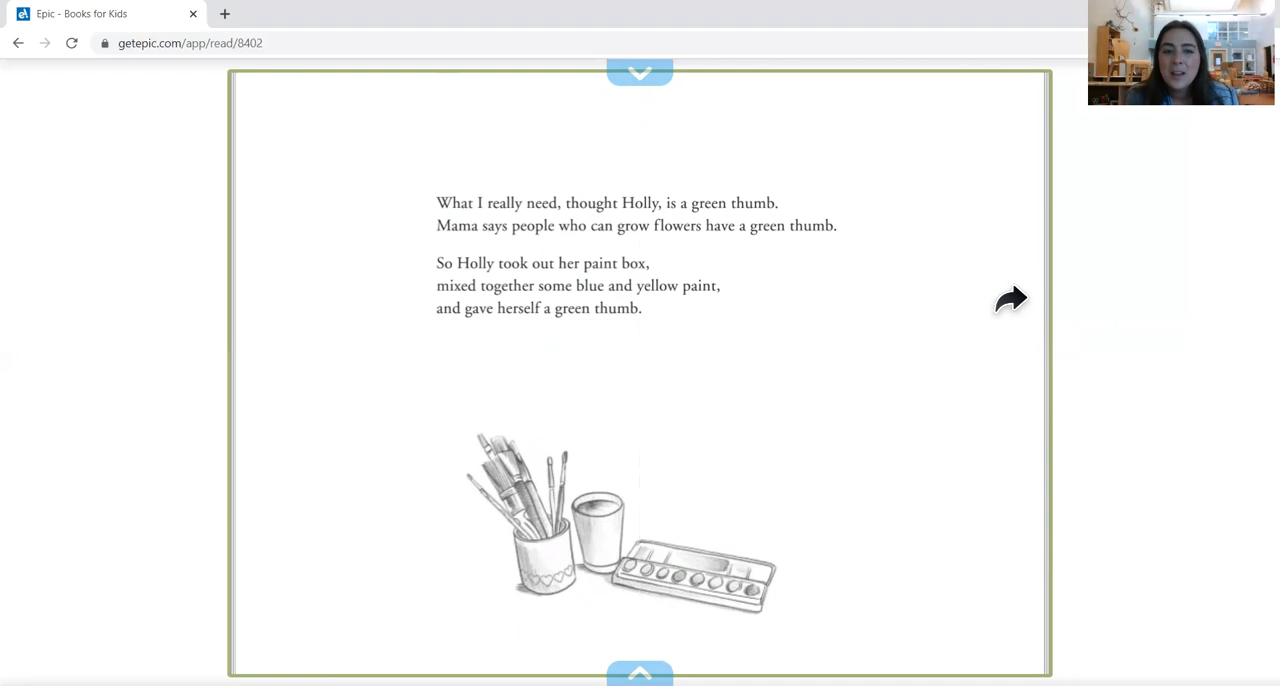 Epic - Books for Kids
getepic.com/app/read/8402
What I really need, thought Holly, is a green thumb.
Mama says people who can grow flowers have a green thumb.
So Holly took out her paint box,
mixed together some blue and yellow paint,
and gave herself a green thumb.